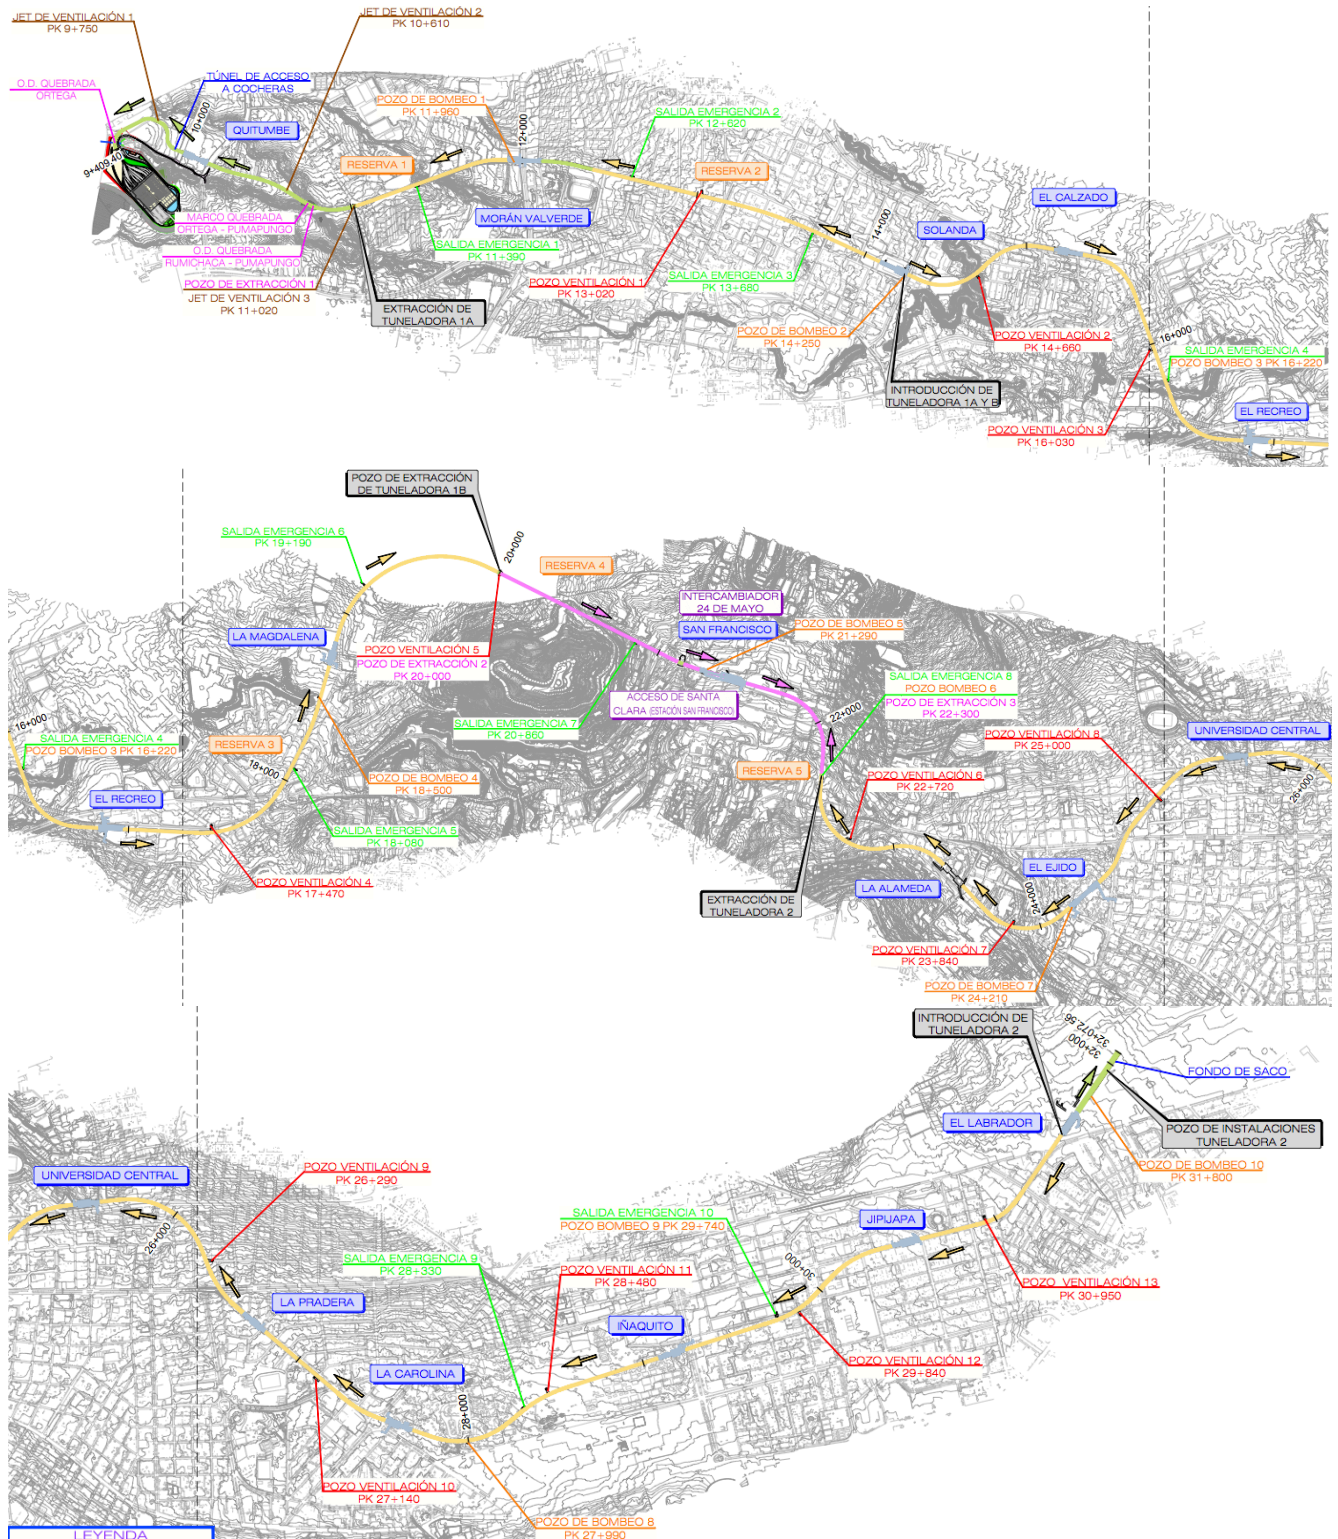 JET DE VENTILACIÓN 1
PK 9+750
JET DE VENTILACIÓN 2
PK 10+610
O.D. QUEBRADA
ORTEGA
TÚNEL DE ACCESO
A COCHERAS
10+000
QUITUMBE
9+409.40
POZO DE BOMBEO 1
PK 11+960
12+000
SALIDA EMERGENCIA 2
PK 12+620
RESERVA 1
RESERVA 2
MARCO QUEBRADA
ORTEGA - PUMAPUNGO
O.D. QUEBRADA
RUMICHACA - PUMAPUNGO
POZO DE EXTRACCIÓN 1
JET DE VENTILACIÓN 3
PK 11+020
MORÁN VALVERDE
SALIDA EMERGENCIA 1
PK 11+390
EXTRACCIÓN DE
TUNELADORA 1A
POZO VENTILACIÓN 1
PK 13+020
SALIDA EMERGENCIA 3
PK 13+680
14+000
SOLANDA
EL CALZADO
POZO DE BOMBEO 2
PK 14+250
POZO VENTILACIÓN 2
PK 14+660
INTRODUCCIÓN DE
TUNELADORA 1A Y B
16+000
SALIDA EMERGENCIA 4
POZO BOMBEO 3 PK 16+220
POZO VENTILACIÓN 3
PK 16+030
EL RECREO
POZO DE EXTRACCIÓN
DE TUNELADORA 1B
SALIDA EMERGENCIA 6
PK 19+190
20+000
RESERVA 4
INTERCAMBIADOR
24 DE MAYO
SAN FRANCISCO
POZO DE BOMBEO 5
PK 21+290
LA MAGDALENA
POZO VENTILACIÓN 5
POZO DE EXTRACCIÓN 2
PK 20+000
ACCESO DE SANTA
CLARA (ESTACIÓN SAN FRANCISCO)
SALIDA EMERGENCIA 7
PK 20+860
SALIDA EMERGENCIA 8
POZO BOMBEO 6
POZO DE EXTRACCIÓN 3
PK 22+300
22+000
16+000
SALIDA EMERGENCIA 4
POZO BOMBEO 3 PK 16+220
RESERVA 3
18+000
POZO DE BOMBEO 4
PK 18+500
RESERVA 5
POZO VENTILACIÓN 6
PK 22+720
POZO VENTILACIÓN 8
PK 25+000
UNIVERSIDAD CENTRAL
26+000
EL RECREO
SALIDA EMERGENCIA 5
PK 18+080
POZO VENTILACIÓN 4
PK 17+470
EXTRACCIÓN DE
TUNELADORA 2
LA ALAMEDA
EL EJIDO
24+000
POZO VENTILACIÓN 7
PK 23+840
POZO DE BOMBEO 7
PK 24+210
INTRODUCCIÓN DE
TUNELADORA 2
32+072.56
32+000
FONDO DE SACO
EL LABRADOR
POZO DE INSTALACIONES
TUNELADORA 2
POZO DE BOMBEO 10
PK 31+800
UNIVERSIDAD CENTRAL
26+000
POZO VENTILACIÓN 9
PK 26+290
SALIDA EMERGENCIA 10
POZO BOMBEO 9 PK 29+740
JIPIJAPA
SALIDA EMERGENCIA 9
PK 28+330
POZO VENTILACIÓN 11
PK 28+480
30+000
POZO VENTILACIÓN 13
PK 30+950
LA PRADERA
IÑAQUITO
LA CAROLINA
POZO VENTILACIÓN 12
PK 29+840
28+000
POZO VENTILACIÓN 10
PK 27+140
POZO DE BOMBEO 8
PK 27+990
LEYENDA